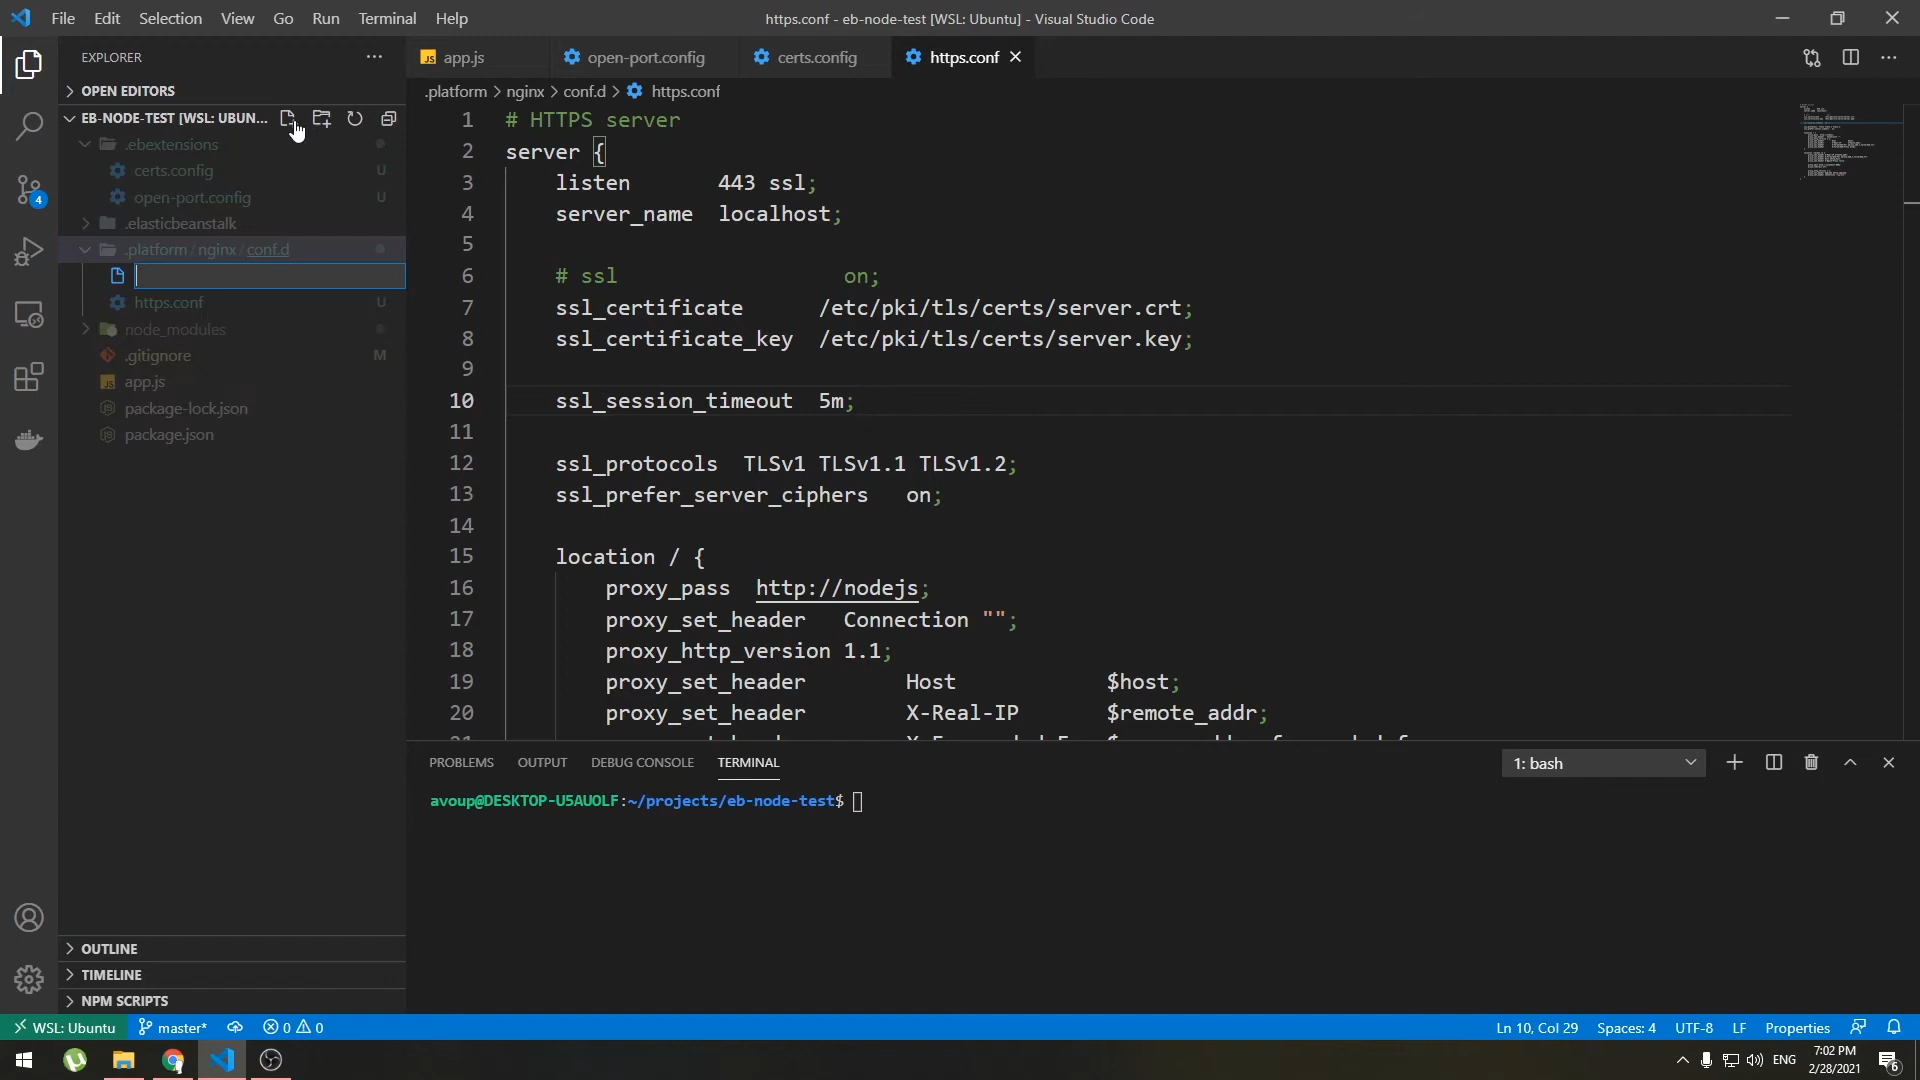 File Edit Selection View Go Run Terminal Help
https.conf - eb-node-test [WSL: Ubuntu] - Visual Studio Code
EXPLORER
OPEN EDITORS
EB-NODE-TEST [WSL: UBUN...
.ebextensions
certs.config U
open-port.config U
.elasticbeanstalk
.platform / nginx / conf.d
https.conf U
node_modules
.gitignore M
JS app.js
package-lock.json
package.json
OUTLINE
TIMELINE
NPM SCRIPTS
4
JS app.js
open-port.config
certs.config
https.conf
.platform > nginx > conf.d > https.conf
1 # HTTPS server
2 server {
3 listen 443 ssl;
4 server_name localhost;
5
6 # ssl on;
7 ssl_certificate /etc/pki/tls/certs/server.crt;
8 ssl_certificate_key /etc/pki/tls/certs/server.key;
9
10 ssl_session_timeout 5m;
11
12 ssl_protocols TLSv1 TLSv1.1 TLSv1.2;
13 ssl_prefer_server_ciphers on;
14
15 location / {
16 proxy_pass http://nodejs;
17 proxy_set_header Connection "";
18 proxy_http_version 1.1;
19 proxy_set_header Host $host;
20 proxy_set_header X-Real-IP $remote_addr;
PROBLEMS OUTPUT DEBUG CONSOLE TERMINAL
1: bash
avoup@DESKTOP-U5AUOLF:~/projects/eb-node-test$
WSL: Ubuntu master* 0 0
Ln 10, Col 29 Spaces: 4 UTF-8 LF Properties
ENG
7:02 PM
2/28/2021
6